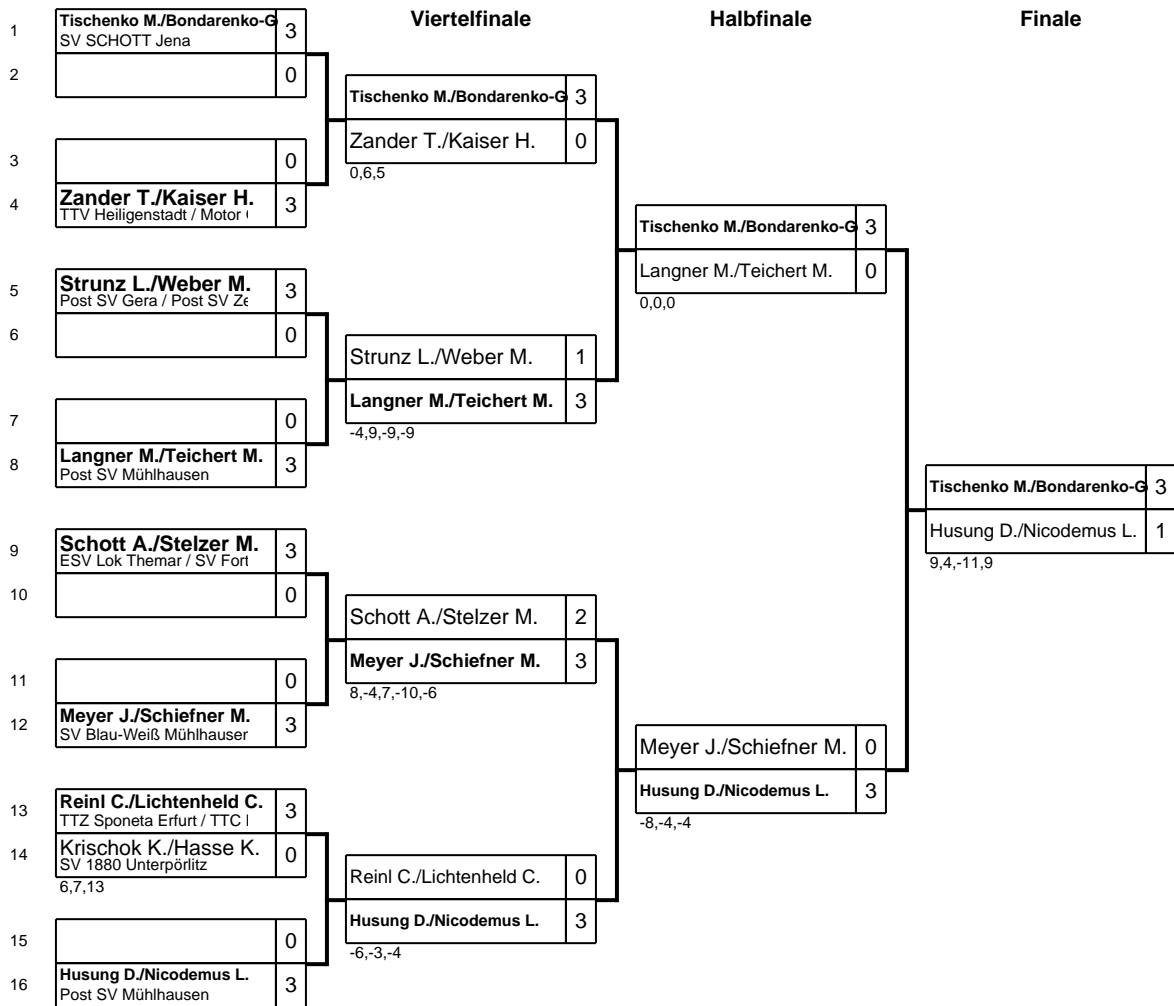 Viertelfinale
Halbfinale
Finale
1
Tischenko M./Bondarenko-G
3
SV SCHOTT Jena
2
0
3
0
4
Zander T./Kaiser H.
3
TTV Heiligenstadt / Motor
5
Strunz L./Weber M.
3
Post SV Gera / Post SV Ze
6
0
7
0
8
Langner M./Teichert M.
3
Post SV Mühlhausen
9
Schott A./Stelzer M.
3
ESV Lok Themar / SV Fort
10
0
11
0
12
Meyer J./Schiefner M.
3
SV Blau-Weiß Mühlhauser
13
Reinl C./Lichtenheld C.
3
TTZ Sponeta Erfurt / TTC
14
Krischok K./Hasse K.
0
SV 1880 Unterpörlitz
6,7,13
15
0
16
Husung D./Nicodemus L.
3
Post SV Mühlhausen
Tischenko M./Bondarenko-G 3
Zander T./Kaiser H. 0
0,6,5
Strunz L./Weber M. 1
Langner M./Teichert M. 3
-4,9,-9,-9
Schott A./Stelzer M. 2
Meyer J./Schiefner M. 3
8,-4,7,-10,-6
Reinl C./Lichtenheld C. 0
Husung D./Nicodemus L. 3
-6,-3,-4
Tischenko M./Bondarenko-G 3
Langner M./Teichert M. 0
0,0,0
Meyer J./Schiefner M. 0
Husung D./Nicodemus L. 3
-8,-4,-4
Tischenko M./Bondarenko-G 3
Husung D./Nicodemus L. 1
9,4,-11,9